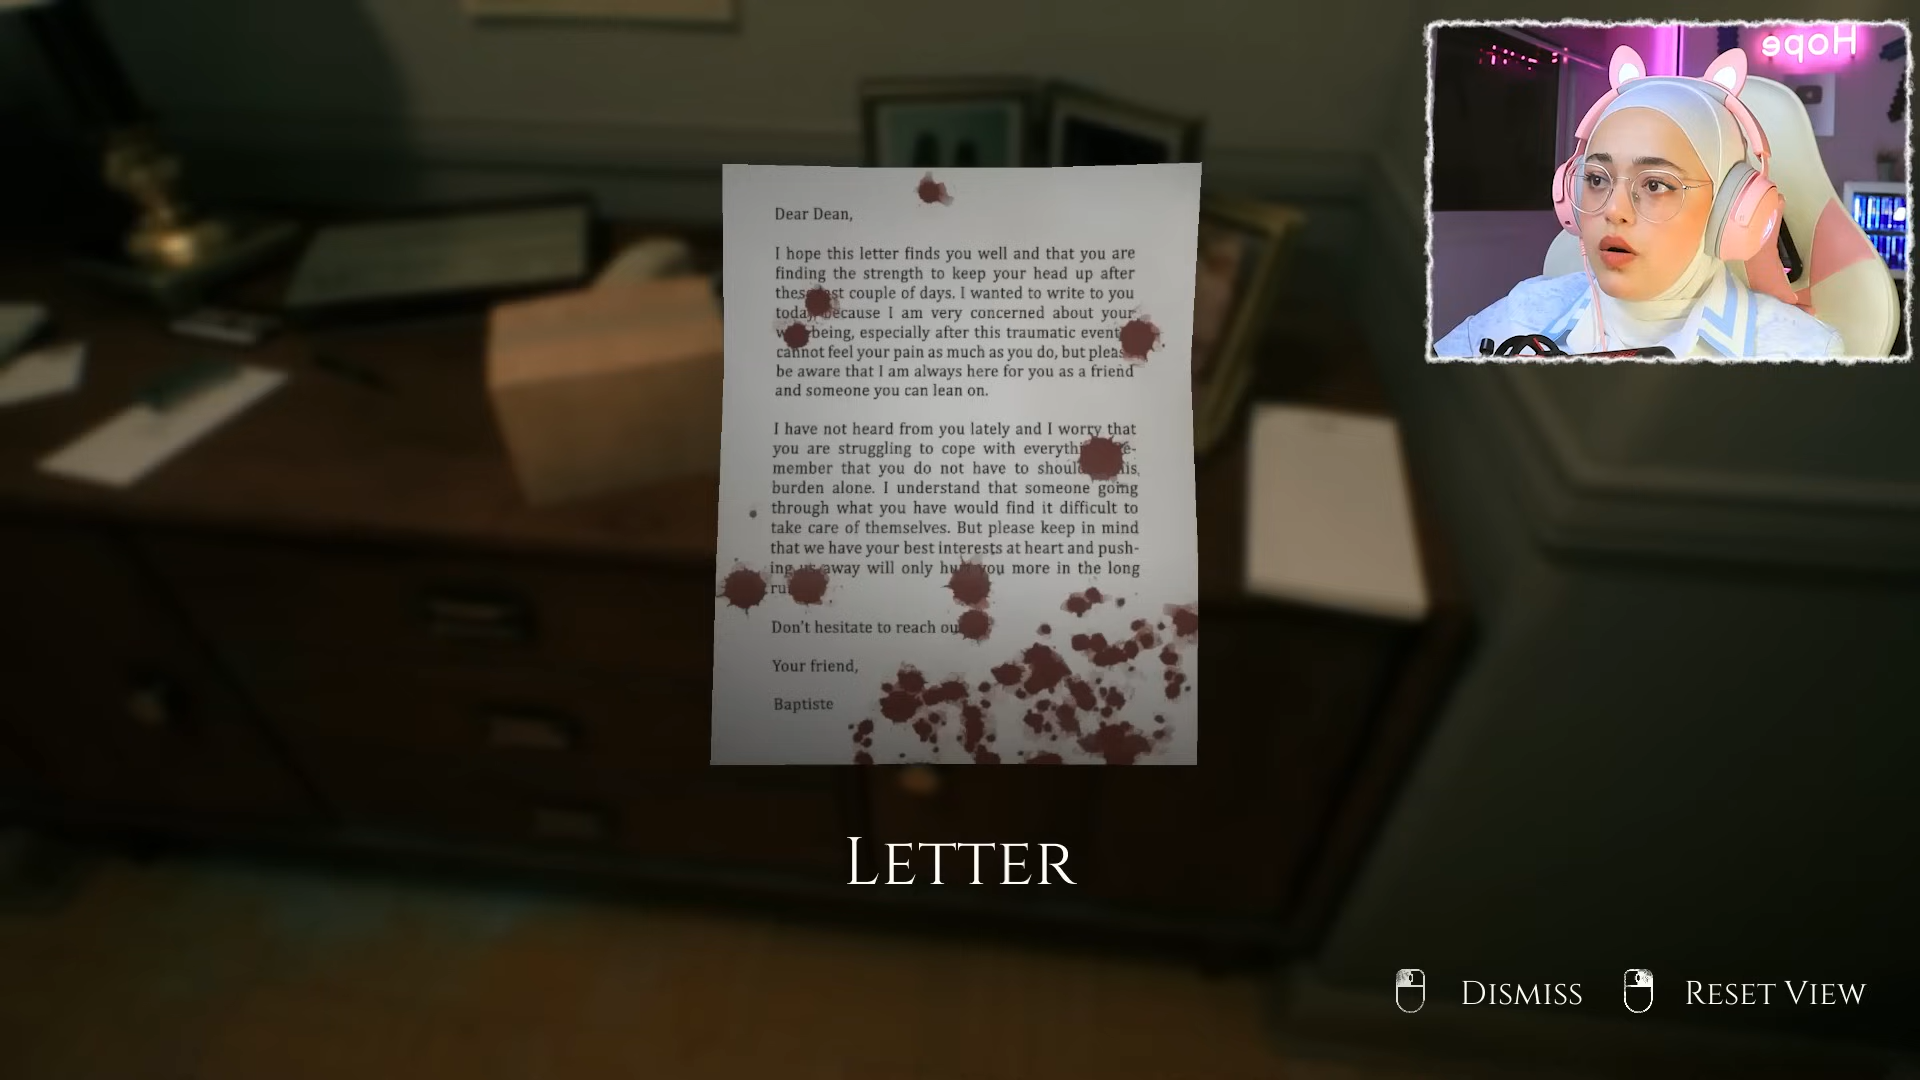 Hope
Dear Dean,
I hope this letter finds you well and that you are
finding the strength to keep your head up after
couple of days. I wanted to write to you
today, because I am very concerned about your
being, especially after this traumatic event
cannot feel your pain as much as you do, but please
be aware that I am always here for you as a friend
and someone you can lean on.
I have not heard from you lately and I worry that
you are struggling to cope with
member that you do not have to
burden alone. I understand that someone going
through what you have would find it difficult to
take care of themselves. But please keep in mind
that we have your best interests at heart and push-
ing us away will only hurt you more in the long
Don't hesitate to reach
Your friend,
Baptiste
LETTER
DISMISS RESET VIEW